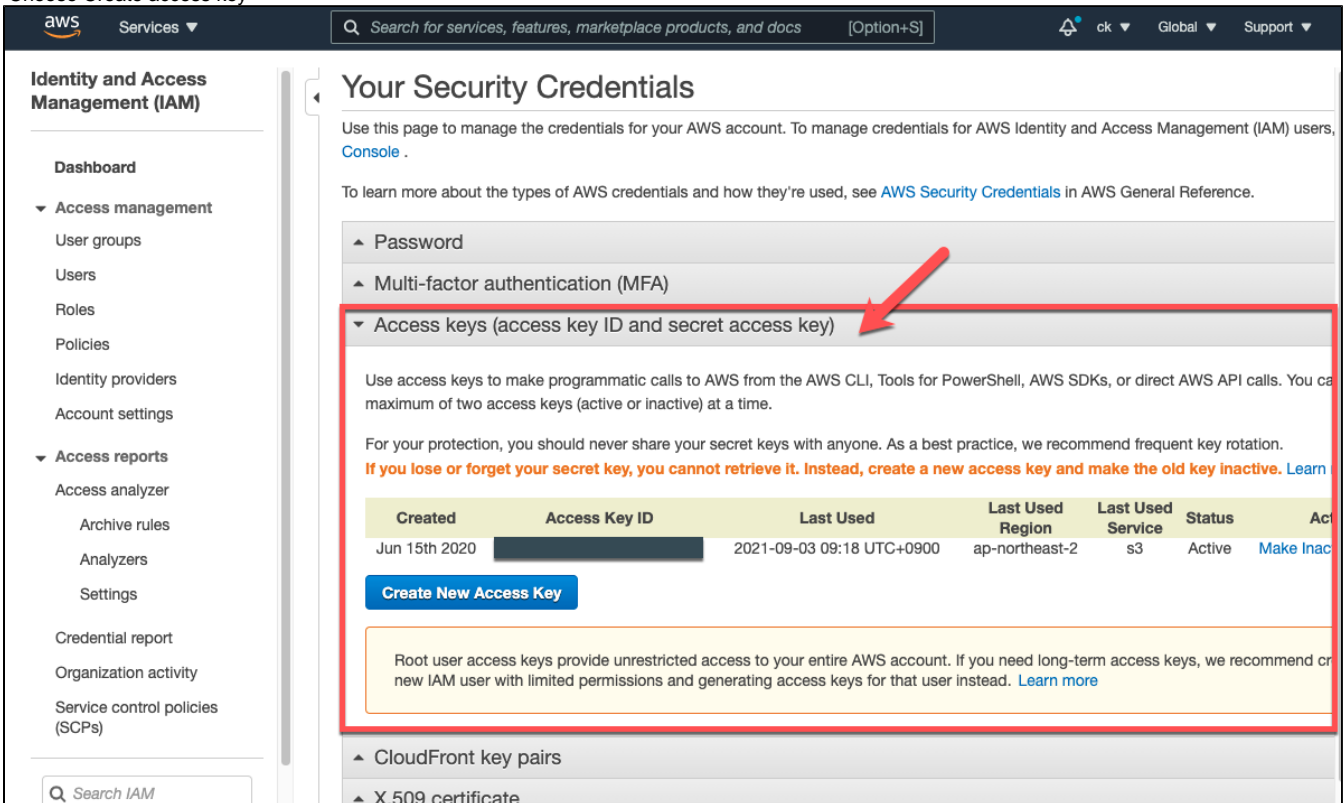 Choose Create access key
aws Services ▼ Search for services, features, marketplace products, and docs [Option+S] ck ▼ Global ▼ Support ▼
Identity and Access
Management (IAM)
Dashboard
Access management
User groups
Users
Roles
Policies
Identity providers
Account settings
Access reports
Access analyzer
Archive rules
Analyzers
Settings
Credential report
Organization activity
Service control policies
(SCPs)
Search IAM
Your Security Credentials
Use this page to manage the credentials for your AWS account. To manage credentials for AWS Identity and Access Management (IAM) users,
Console .
To learn more about the types of AWS credentials and how they're used, see AWS Security Credentials in AWS General Reference.
Password
Multi-factor authentication (MFA)
Access keys (access key ID and secret access key)
Use access keys to make programmatic calls to AWS from the AWS CLI, Tools for PowerShell, AWS SDKs, or direct AWS API calls. You ca
maximum of two access keys (active or inactive) at a time.
For your protection, you should never share your secret keys with anyone. As a best practice, we recommend frequent key rotation.
If you lose or forget your secret key, you cannot retrieve it. Instead, create a new access key and make the old key inactive. Learn
Created Access Key ID Last Used Last Used Region Last Used Service Status Act
Jun 15th 2020 2021-09-03 09:18 UTC+0900 ap-northeast-2 s3 Active Make Inac
Create New Access Key
Root user access keys provide unrestricted access to your entire AWS account. If you need long-term access keys, we recommend cr
new IAM user with limited permissions and generating access keys for that user instead. Learn more
CloudFront key pairs
X.509 certificate